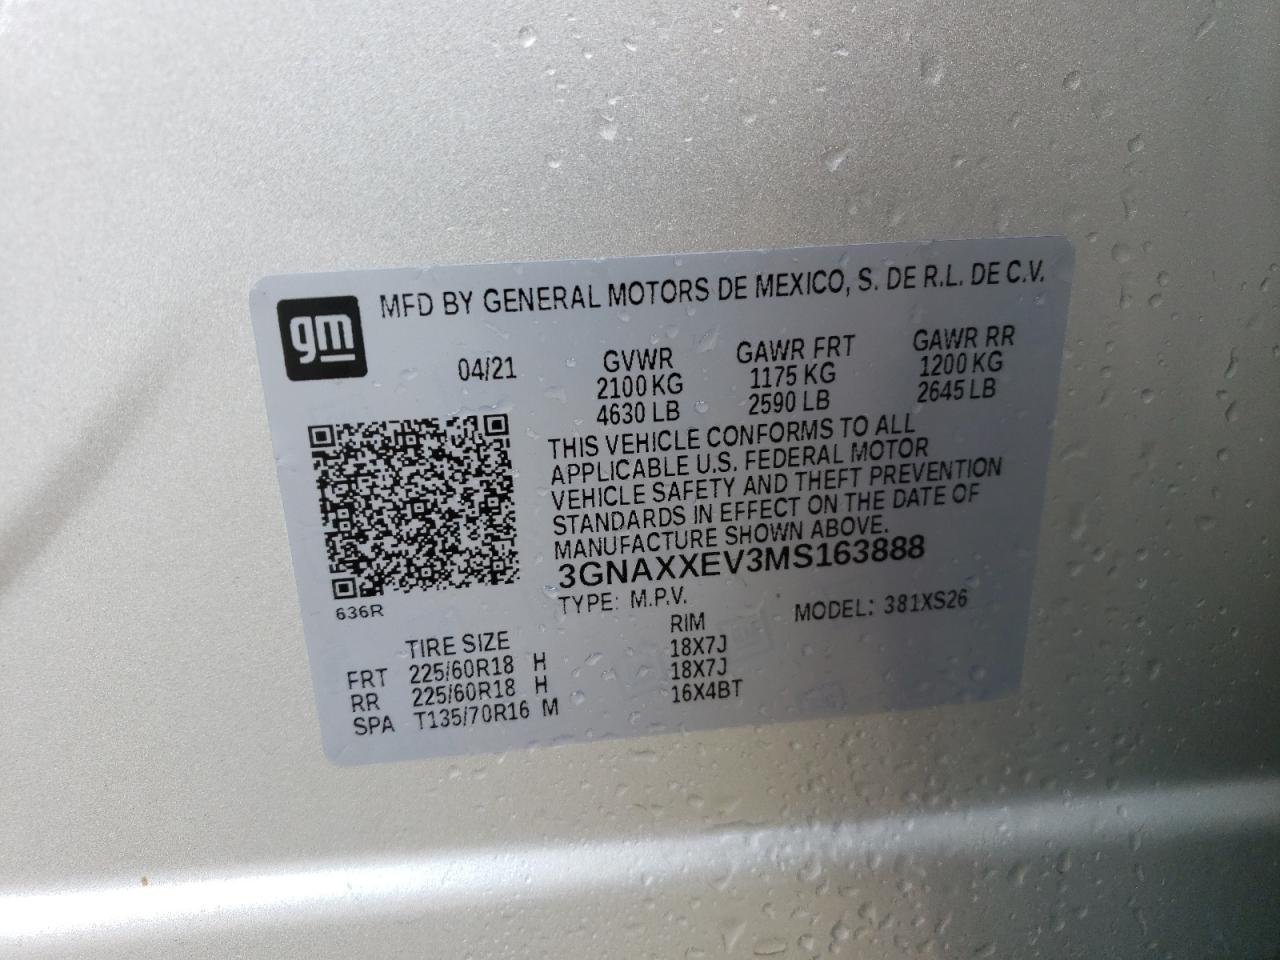 gm
MFD BY GENERAL MOTORS DE MEXICO, S. DE R.L. DE C.V.
04/21
GVWR
2100 KG
4630 LB
GAWR FRT
1175 KG
2590 LB
GAWR RR
1200 KG
2645 LB
THIS VEHICLE CONFORMS TO ALL
APPLICABLE U.S. FEDERAL MOTOR
VEHICLE SAFETY AND THEFT PREVENTION
STANDARDS IN EFFECT ON THE DATE OF
MANUFACTURE SHOWN ABOVE.
3GNAXXEV3MS163888
TYPE: M.P.V.
MODEL: 381XS26
636R
TIRE SIZE RIM
FRT 225/60R18 H 18X7J
RR 225/60R18 H 18X7J
SPA T135/70R16 M 16X4BT